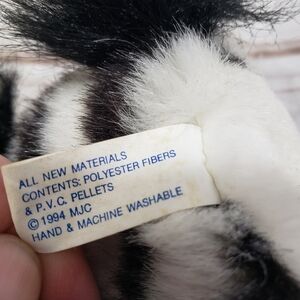 ALL NEW MATERIALS
CONTENTS: POLYESTER FIBERS
& P.V.C. PELLETS
© 1994 MJC
HAND & MACHINE WASHABLE